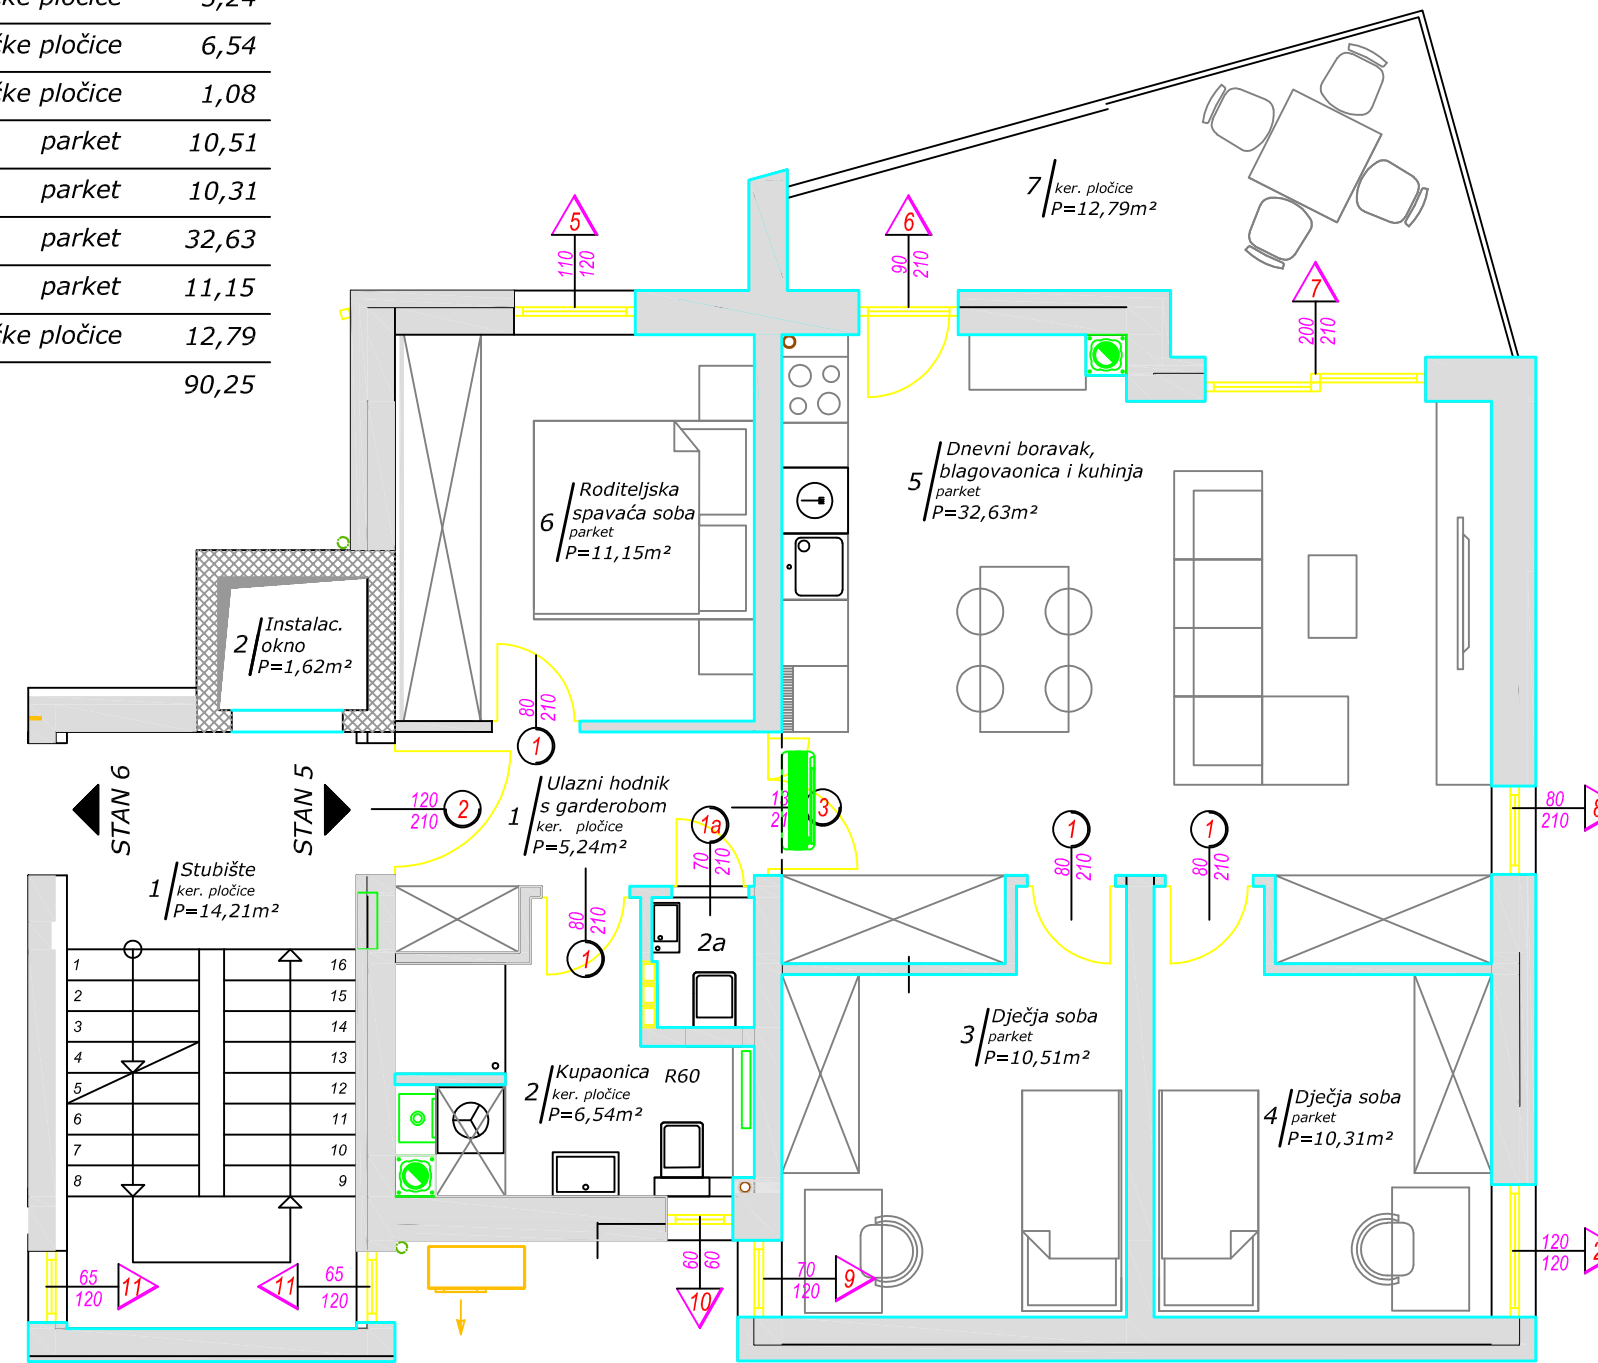 pločice 5,24
ke pločice 6,54
ke pločice 1,08
parket 10,51
parket 10,31
parket 32,63
parket 11,15
ke pločice 12,79
90,25
7
ker. pločice
P=12,79m²
5
110
120
6
90
210
7
200
210
5
Dnevni boravak,
blagovaonica i kuhinja
parket
P=32,63m²
6
Roditeljska
spavaća soba
parket
P=11,15m²
2
Instalac.
okno
P=1,62m²
80
210
1
STAN 6
STAN 5
120
210
2
1
Ulazni hodnik
s garderobom
ker. pločice
P=5,24m²
1a
70
210
3
1
80
210
1
80
210
80
210
1
Stubište
ker. pločice
P=14,21m²
80
210
1
2a
1
2
3
4
5
6
7
8
16
15
14
13
12
11
10
9
2
Kupaonica
ker. pločice
P=6,54m²
R60
3
Dječja soba
parket
P=10,51m²
4
Dječja soba
parket
P=10,31m²
65
120
11
11
65
120
60
60
10
70
120
9
120
120